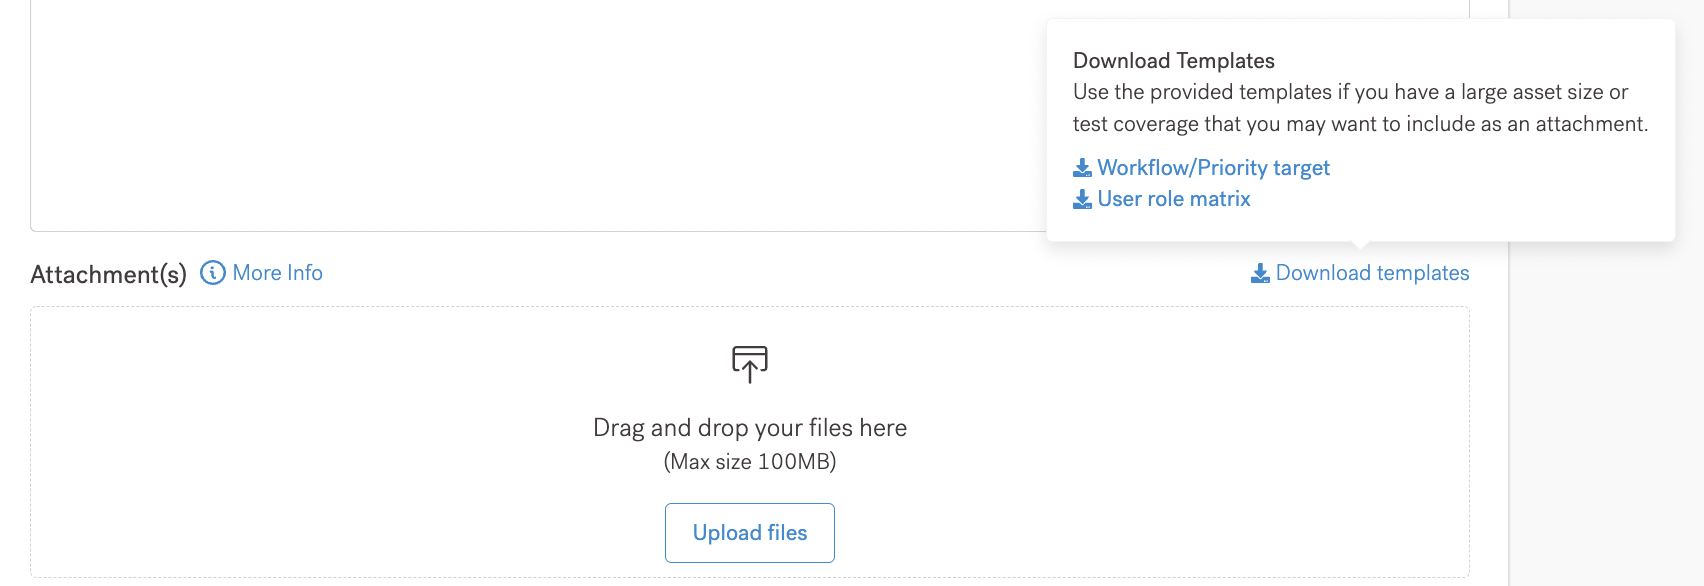 Download Templates
Use the provided templates if you have a large asset size or
test coverage that you may want to include as an attachment.
Workflow/Priority target
User role matrix
Attachment(s) More Info
Download templates
Drag and drop your files here
(Max size 100MB)
Upload files